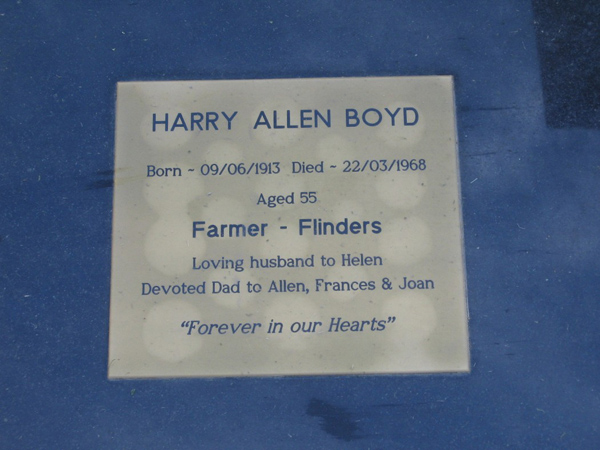 HARRY ALLEN BOYD
Born ~ 09/06/1913 Died ~ 22/03/1968
Aged 55
Farmer - Flinders
Loving husband to Helen
Devoted Dad to Allen, Frances & Joan
"Forever in our Hearts"